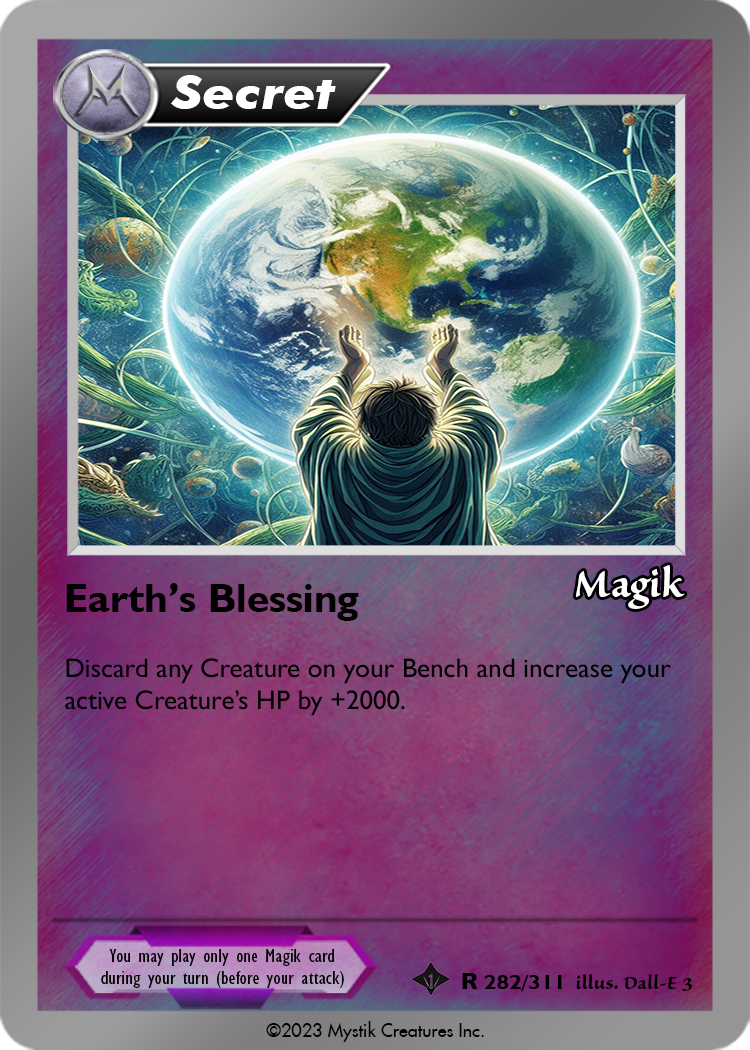 Secret
Earth's Blessing
Magik
Discard any Creature on your Bench and increase your
active Creature's HP by +2000.
You may play only one Magik card
during your turn (before your attack)
1 R 282/311 illus. Dall-E 3
©2023 Mystik Creatures Inc.